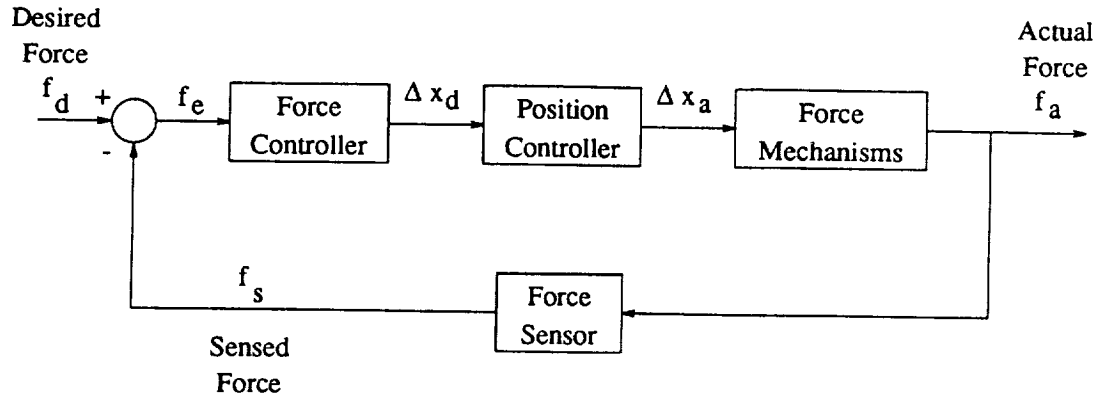 Desired
Force
f_d
+
-
f_e
Force
Controller
Δ x_d
Position
Controller
Δ x_a
Force
Mechanisms
Actual
Force
f_a
f_s
Sensed
Force
Force
Sensor